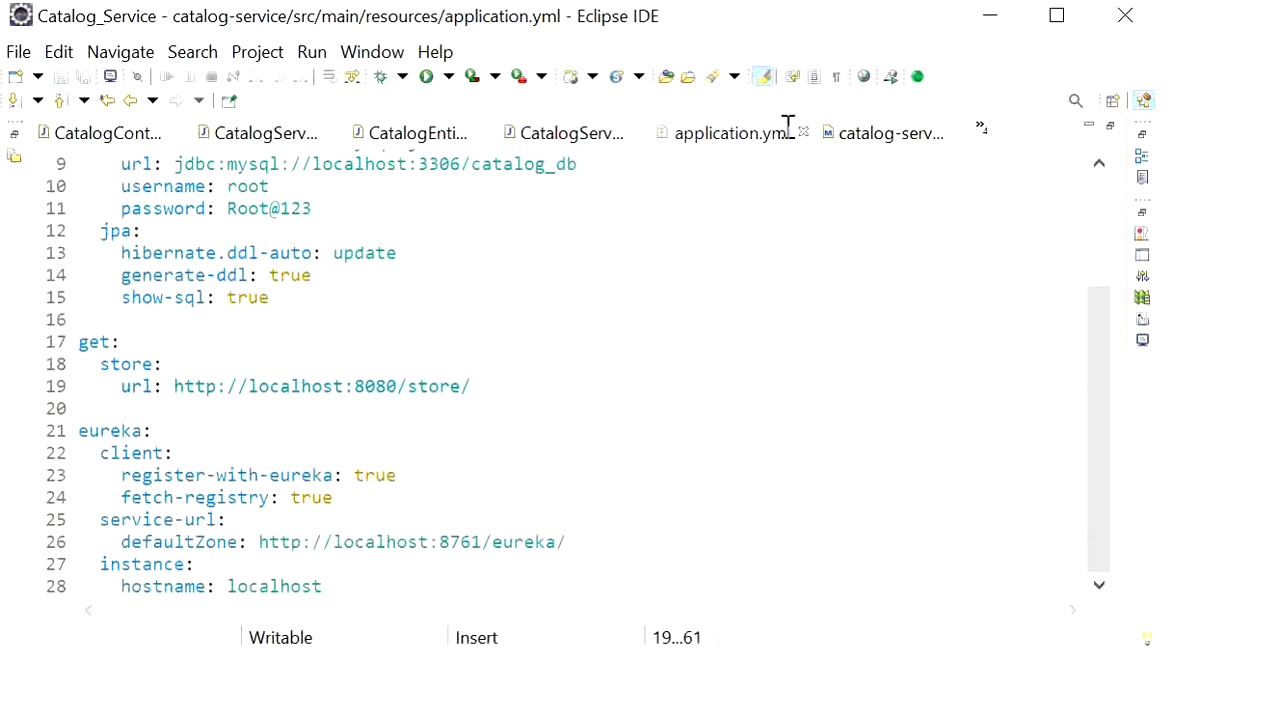 Catalog_Service - catalog-service/src/main/resources/application.yml - Eclipse IDE
File Edit Navigate Search Project Run Window Help
CatalogCont... CatalogServ... CatalogEnti... CatalogServ... application.yml catalog-serv...
9 url: jdbc:mysql://localhost:3306/catalog_db
10 username: root
11 password: Root@123
12 jpa:
13 hibernate.ddl-auto: update
14 generate-ddl: true
15 show-sql: true
16
17 get:
18 store:
19 url: http://localhost:8080/store/
20
21 eureka:
22 client:
23 register-with-eureka: true
24 fetch-registry: true
25 service-url:
26 defaultZone: http://localhost:8761/eureka/
27 instance:
28 hostname: localhost
Writable Insert 19...61